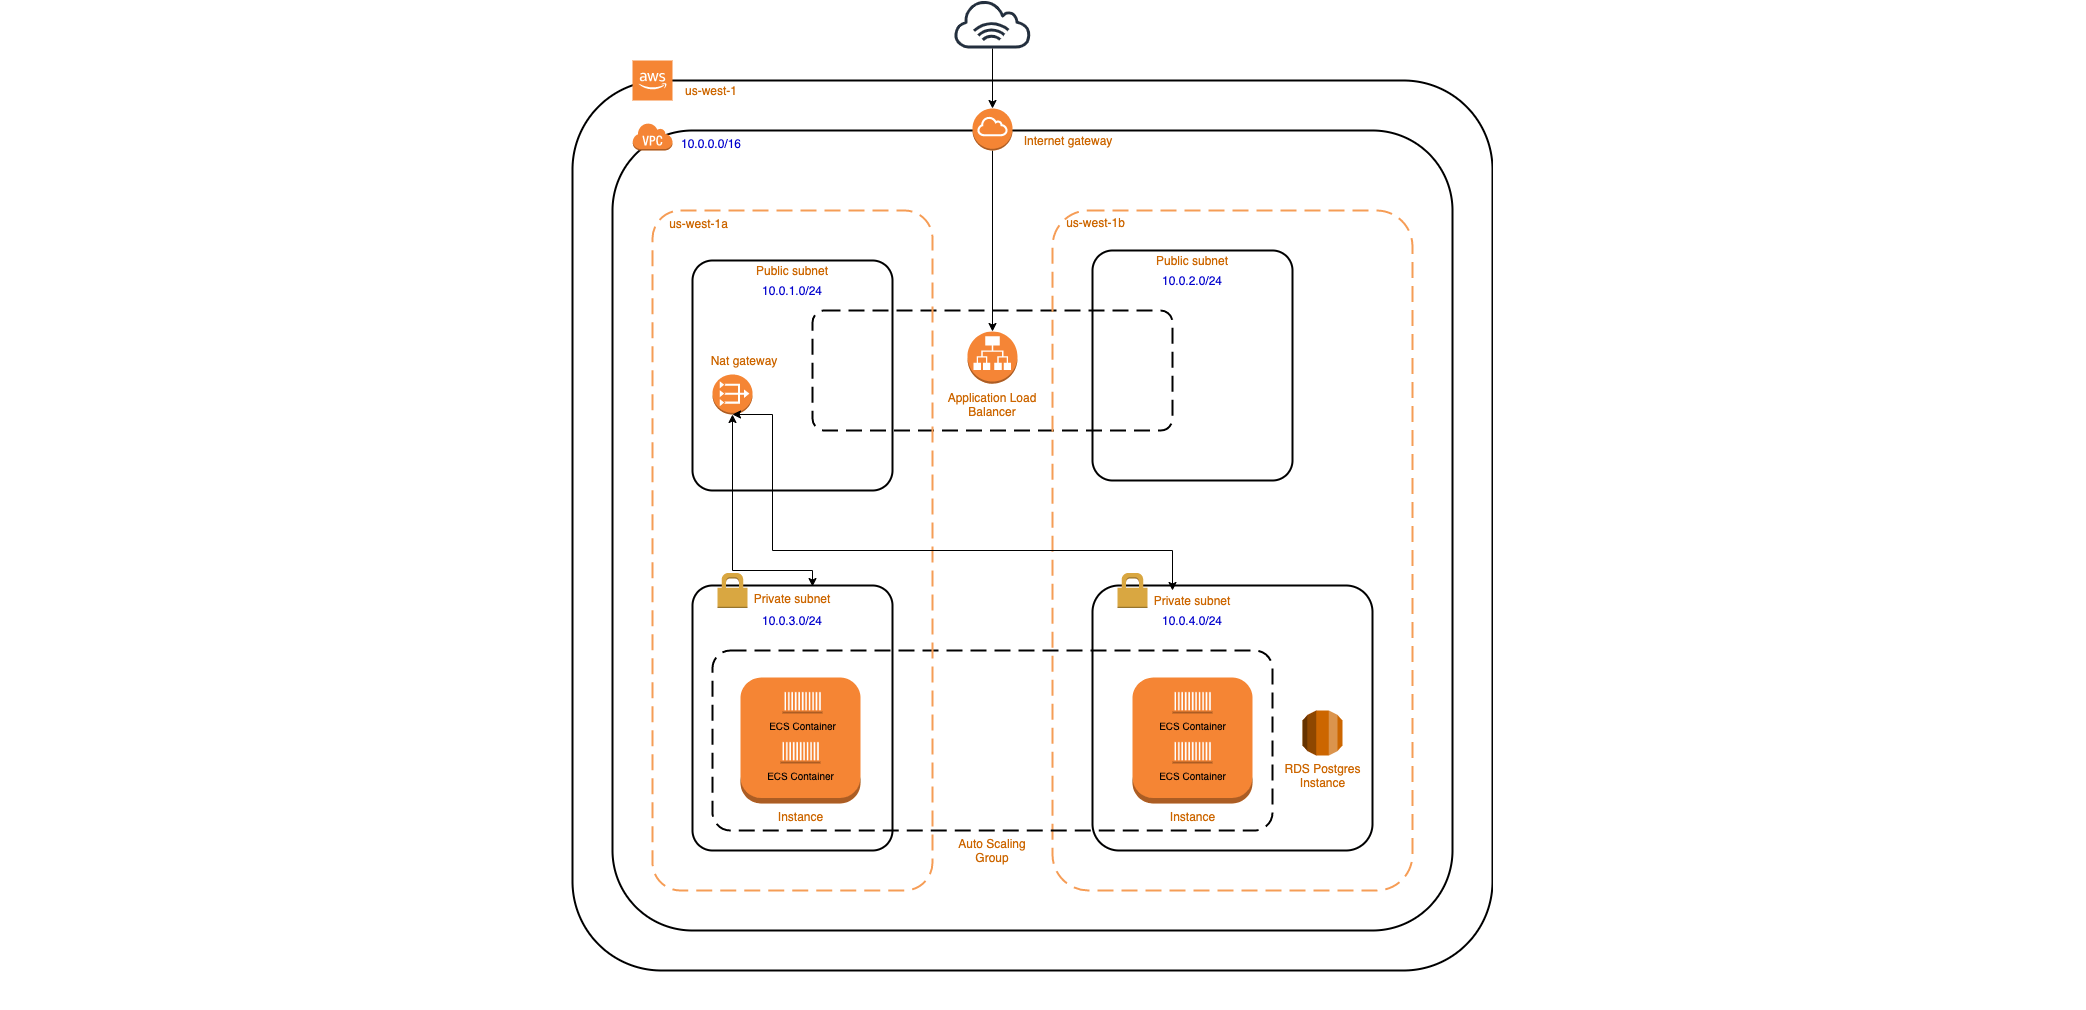 aws
us-west-1
VPC
10.0.0.0/16
Internet gateway
us-west-1a
us-west-1b
Public subnet
10.0.1.0/24
Public subnet
10.0.2.0/24
Nat gateway
Application Load
Balancer
Private subnet
10.0.3.0/24
Private subnet
10.0.4.0/24
ECS Container
ECS Container
Instance
ECS Container
ECS Container
Instance
RDS Postgres
Instance
Auto Scaling
Group